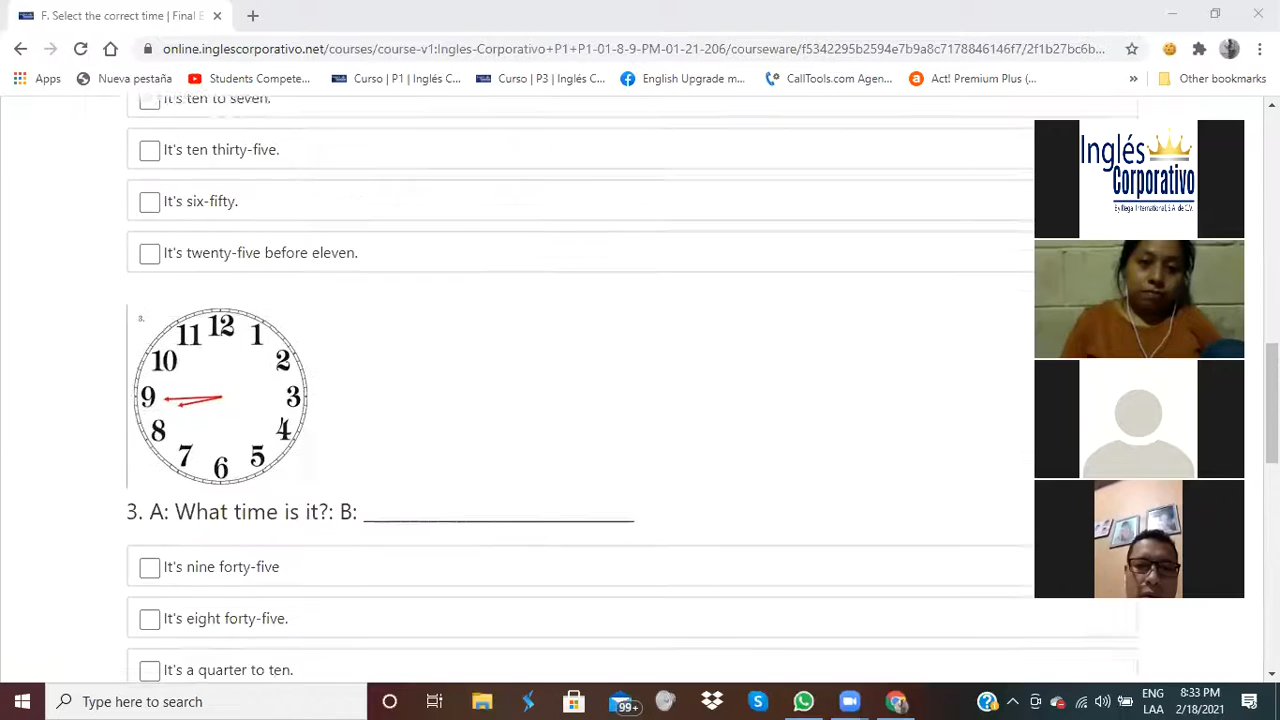 F. Select the correct time | Final E
online.inglescorporativo.net/courses/course-v1:Ingles-Corporativo+P1+P1-01-8-9-PM-01-21-206/courseware/f5342295b2594e7b9a8c7178846146f7/2f1b27bc6b...
Apps Nueva pestaña Students Compete... Curso | P1 | Inglés C... Curso | P3 | Inglés C... English Upgrade m... CallTools.com Agen... Act! Premium Plus (... » Other bookmarks
It's ten to seven.
It's ten thirty-five.
It's six-fifty.
It's twenty-five before eleven.
Inglés
Corporativo
3.
12
11 1
10 2
9 3
8 4
7 5
6
3. A: What time is it?: B: ________________________
It's nine forty-five
It's eight forty-five.
It's a quarter to ten.
Type here to search
99+
ENG
LAA
8:33 PM
2/18/2021